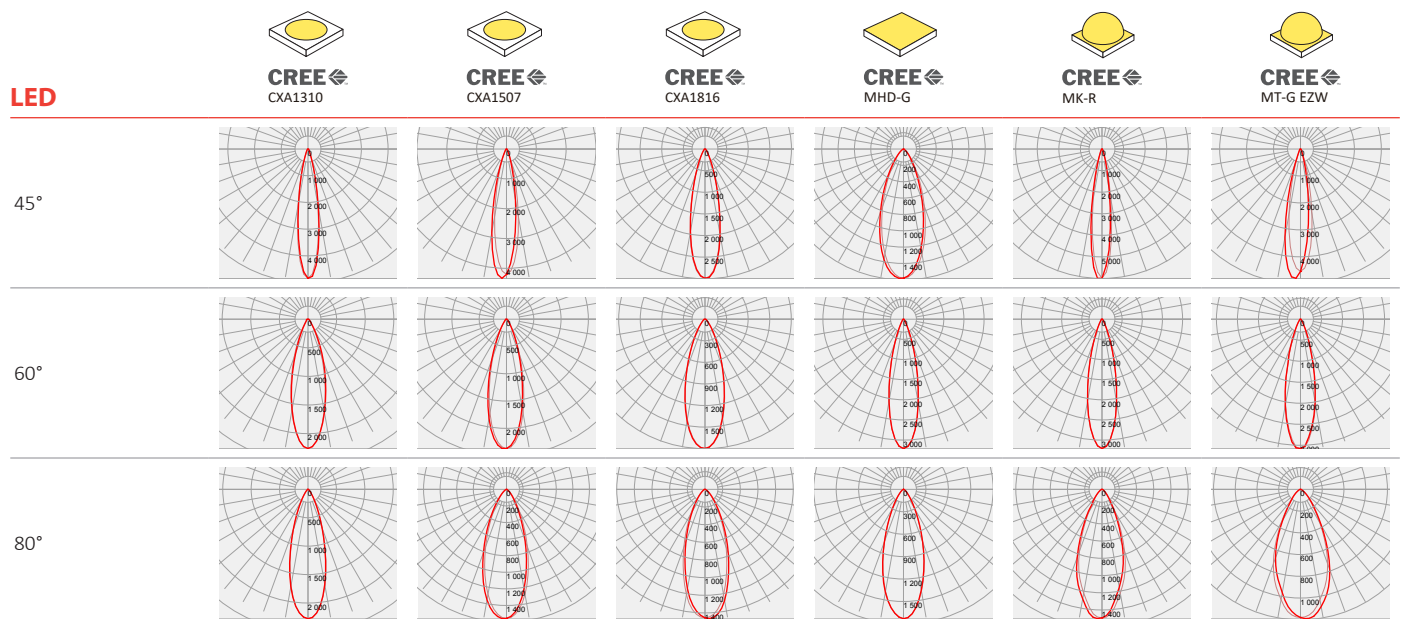 CREE CREE CREE CREE CREE CREE
LED CXA1310 CXA1507 CXA1816 MHD-G MK-R MT-G EZW
45°
0 1 000 2 000 3 000 4 000
0 1 000 2 000 3 000 4 000
0 500 1 000 1 500 2 000 2 500
0 200 400 600 800 1 000 1 200 1 400
0 1 000 2 000 3 000 4 000 5 000
0 1 000 2 000 3 000 4 000
60°
0 500 1 000 1 500 2 000
0 500 1 000 1 500 2 000
0 300 600 900 1 200 1 500
0 500 1 000 1 500 2 000 2 500 3 000
0 500 1 000 1 500 2 000 2 500 3 000
0 500 1 000 1 500 2 000 2 500
80°
0 500 1 000 1 500 2 000
0 200 400 600 800 1 000 1 200 1 400
0 200 400 600 800 1 000 1 200 1 400
0 300 600 900 1 200 1 500
0 200 400 600 800 1 000 1 200 1 400
0 200 400 600 800 1 000